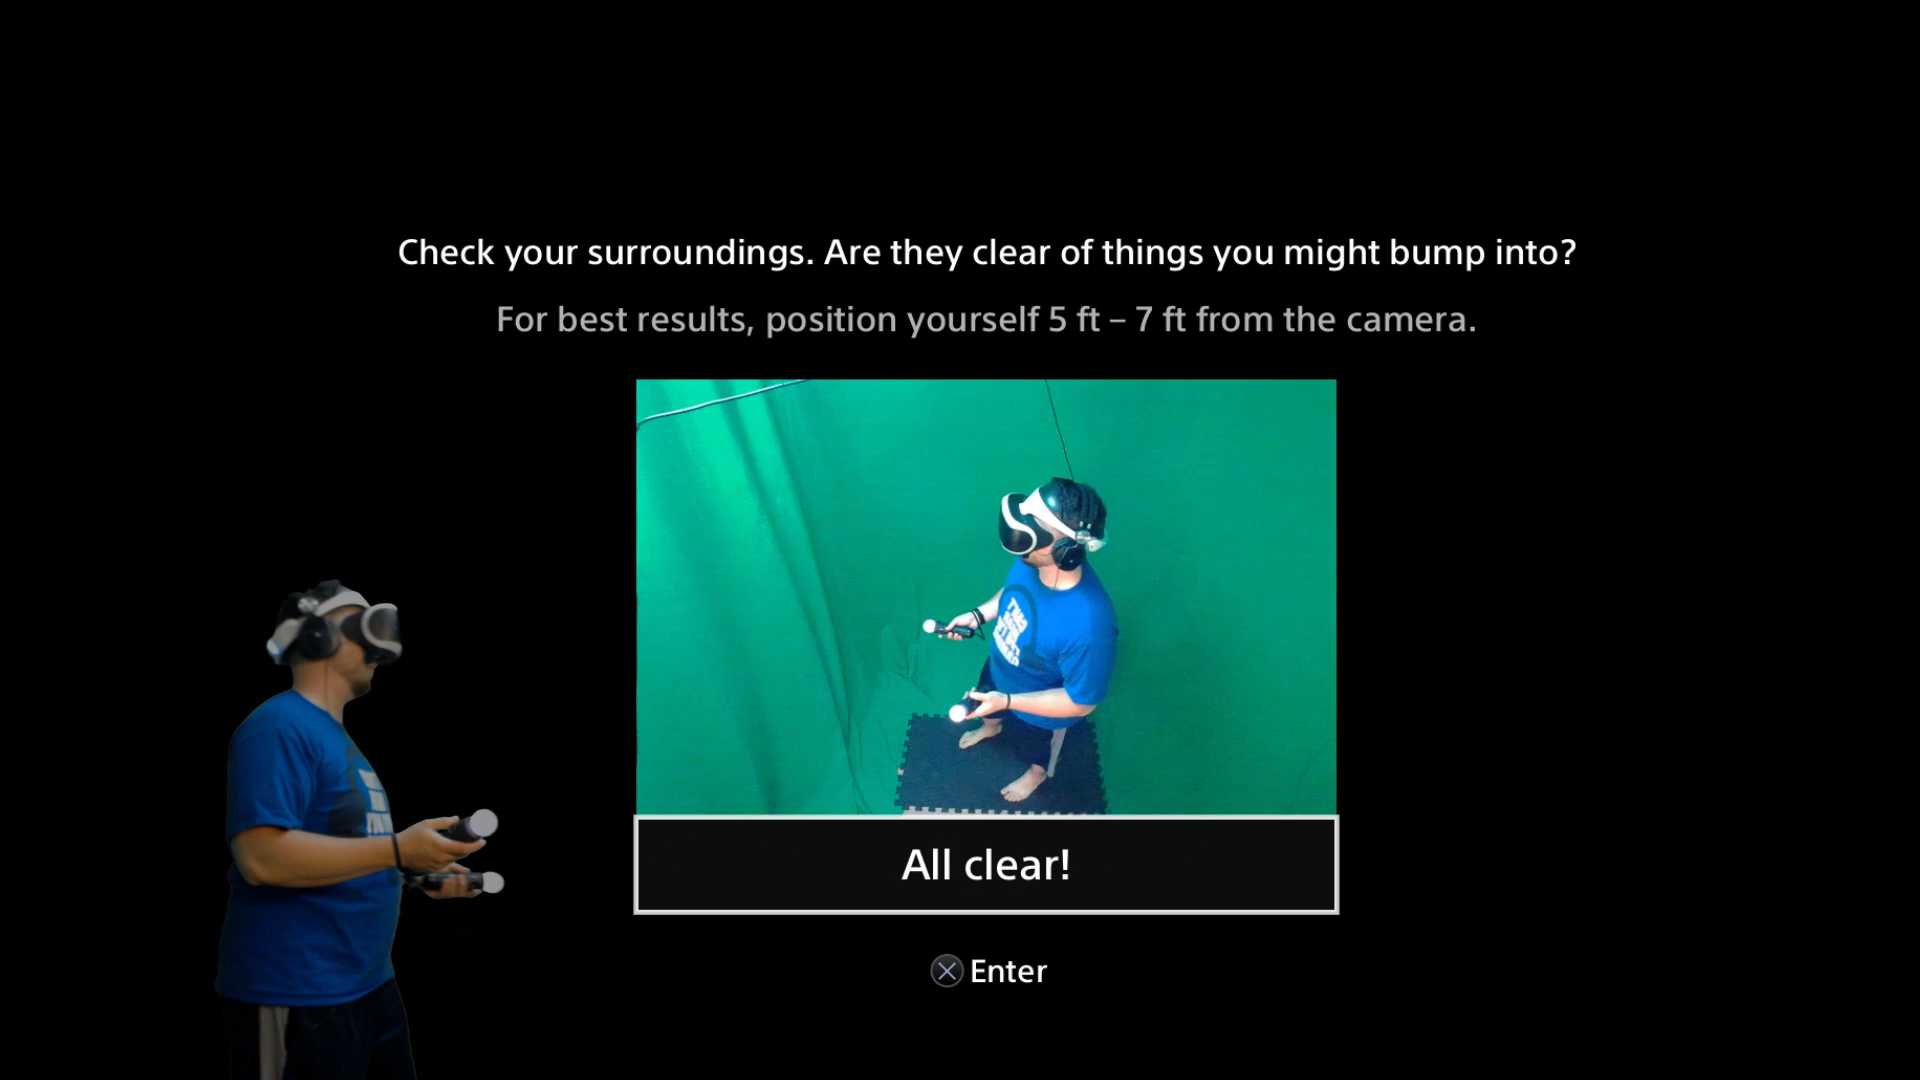 Check your surroundings. Are they clear of things you might bump into?
For best results, position yourself 5 ft – 7 ft from the camera.
All clear!
Enter